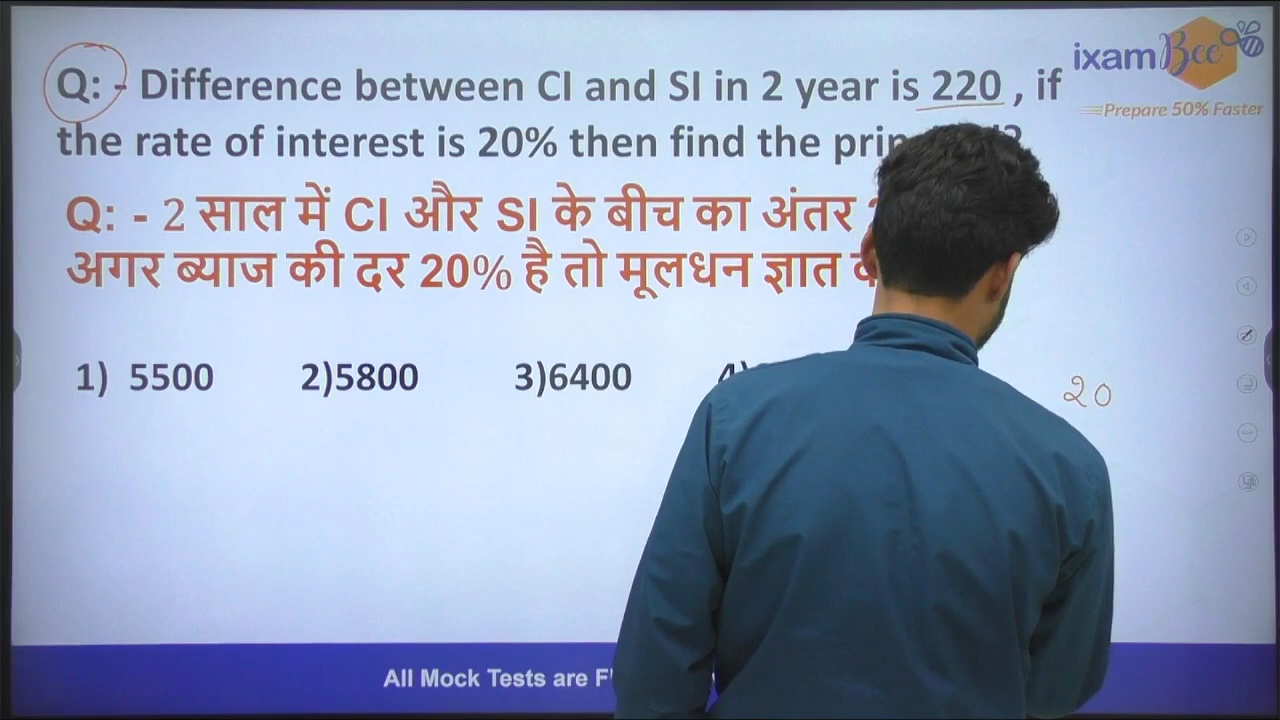 ixamBee
Prepare 50% Faster
Q: - Difference between CI and SI in 2 year is 220 , if
the rate of interest is 20% then find the
Q: - 2 साल में CI और SI के बीच का अंतर
अगर ब्याज की दर 20% है तो मूलधन ज्ञात
1) 5500 2)5800 3)6400 4)
20
All Mock Tests are